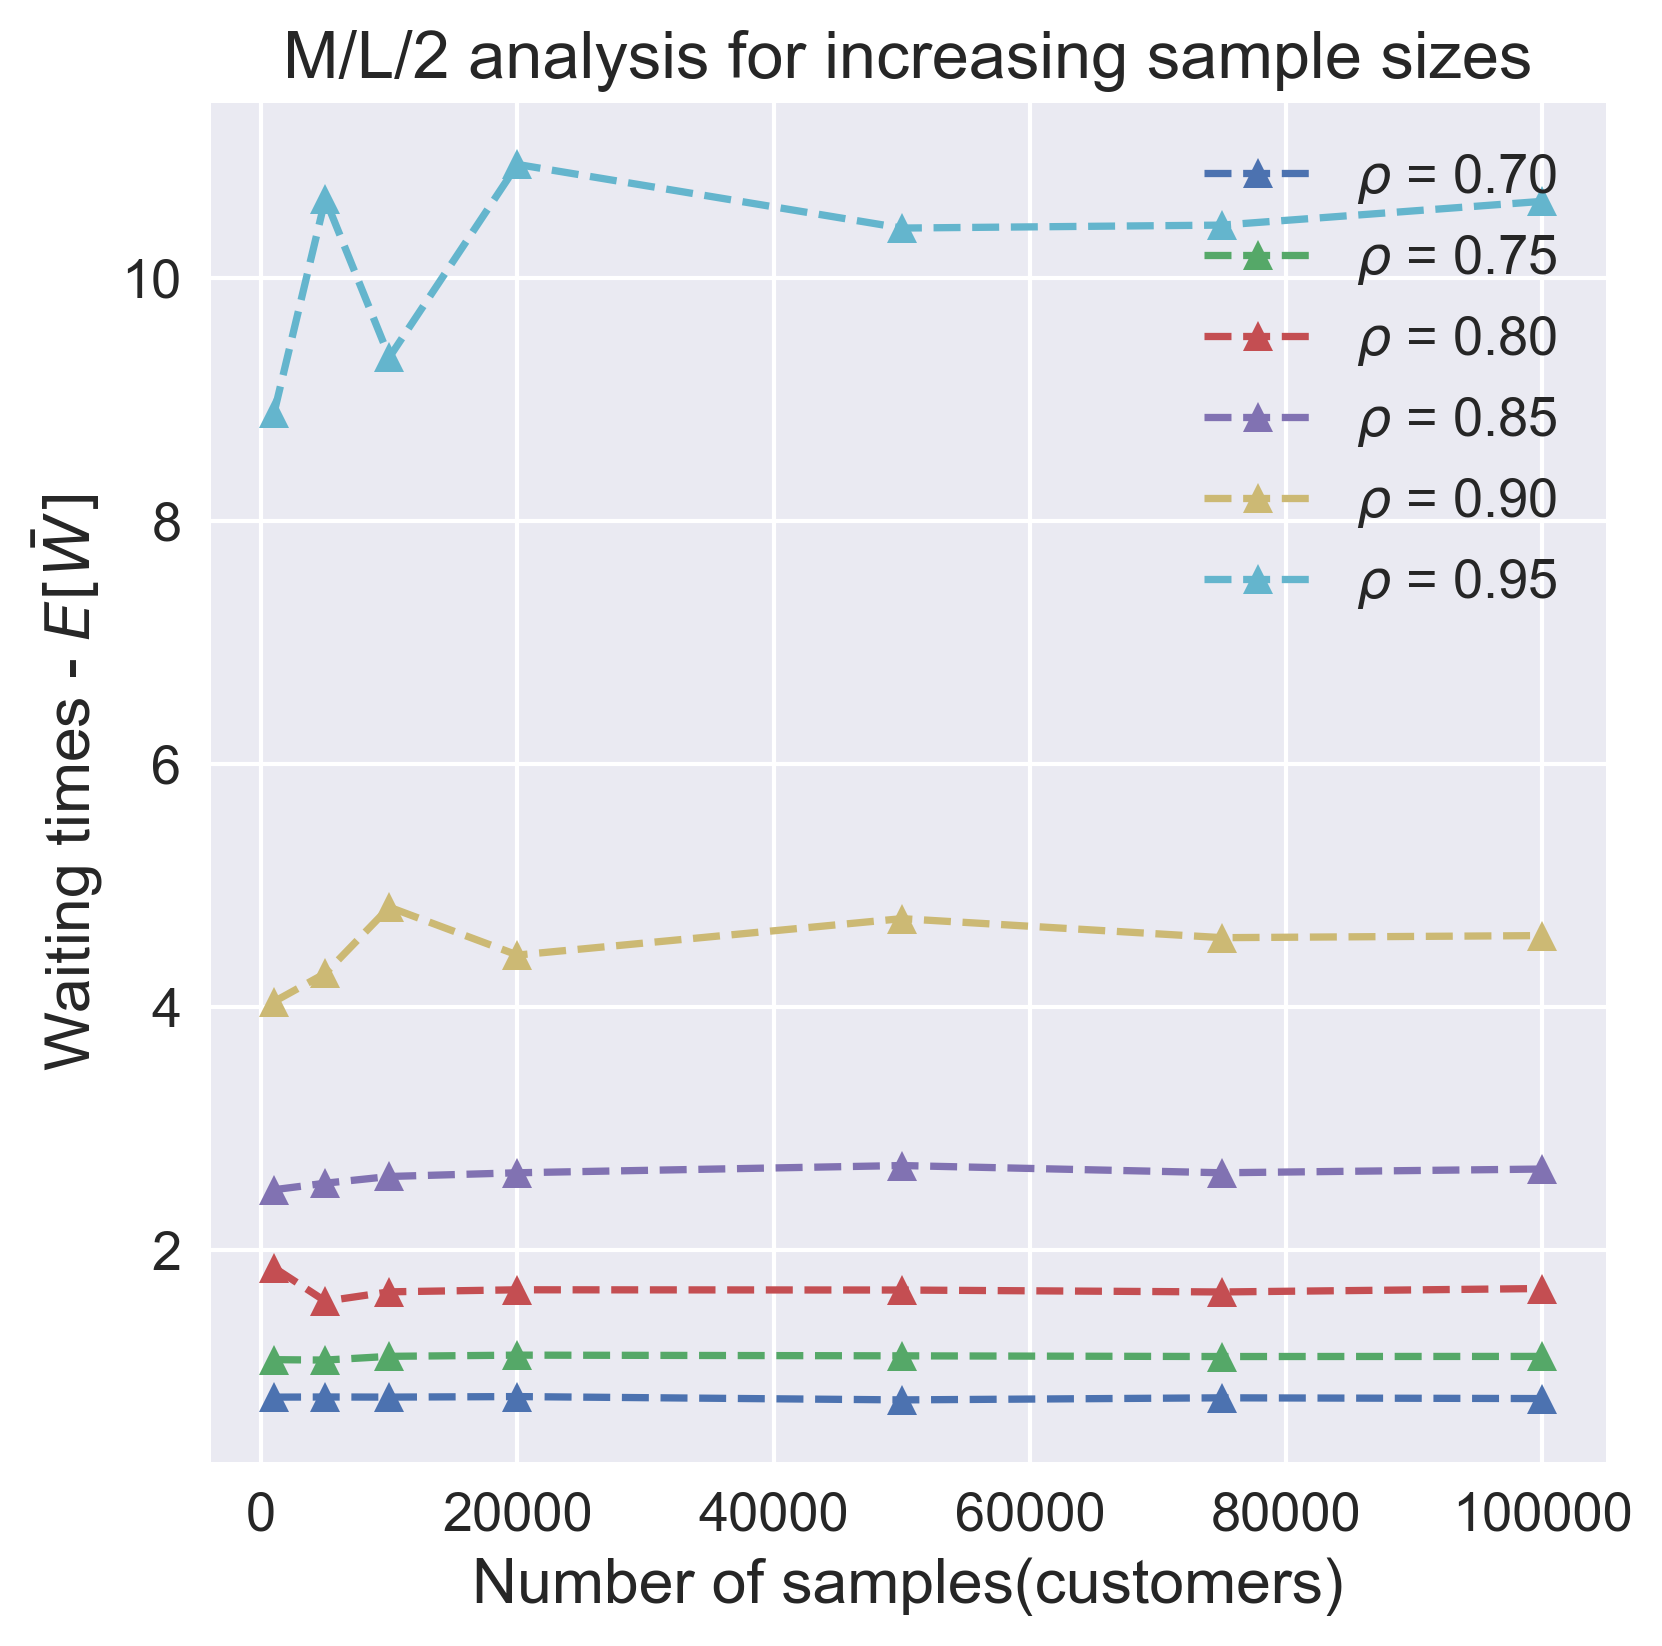 M/L/2 analysis for increasing sample sizes
ρ = 0.70
ρ = 0.75
ρ = 0.80
ρ = 0.85
ρ = 0.90
ρ = 0.95
10
8
6
4
2
Waiting times - E[W̄]
0 20000 40000 60000 80000 100000
Number of samples(customers)